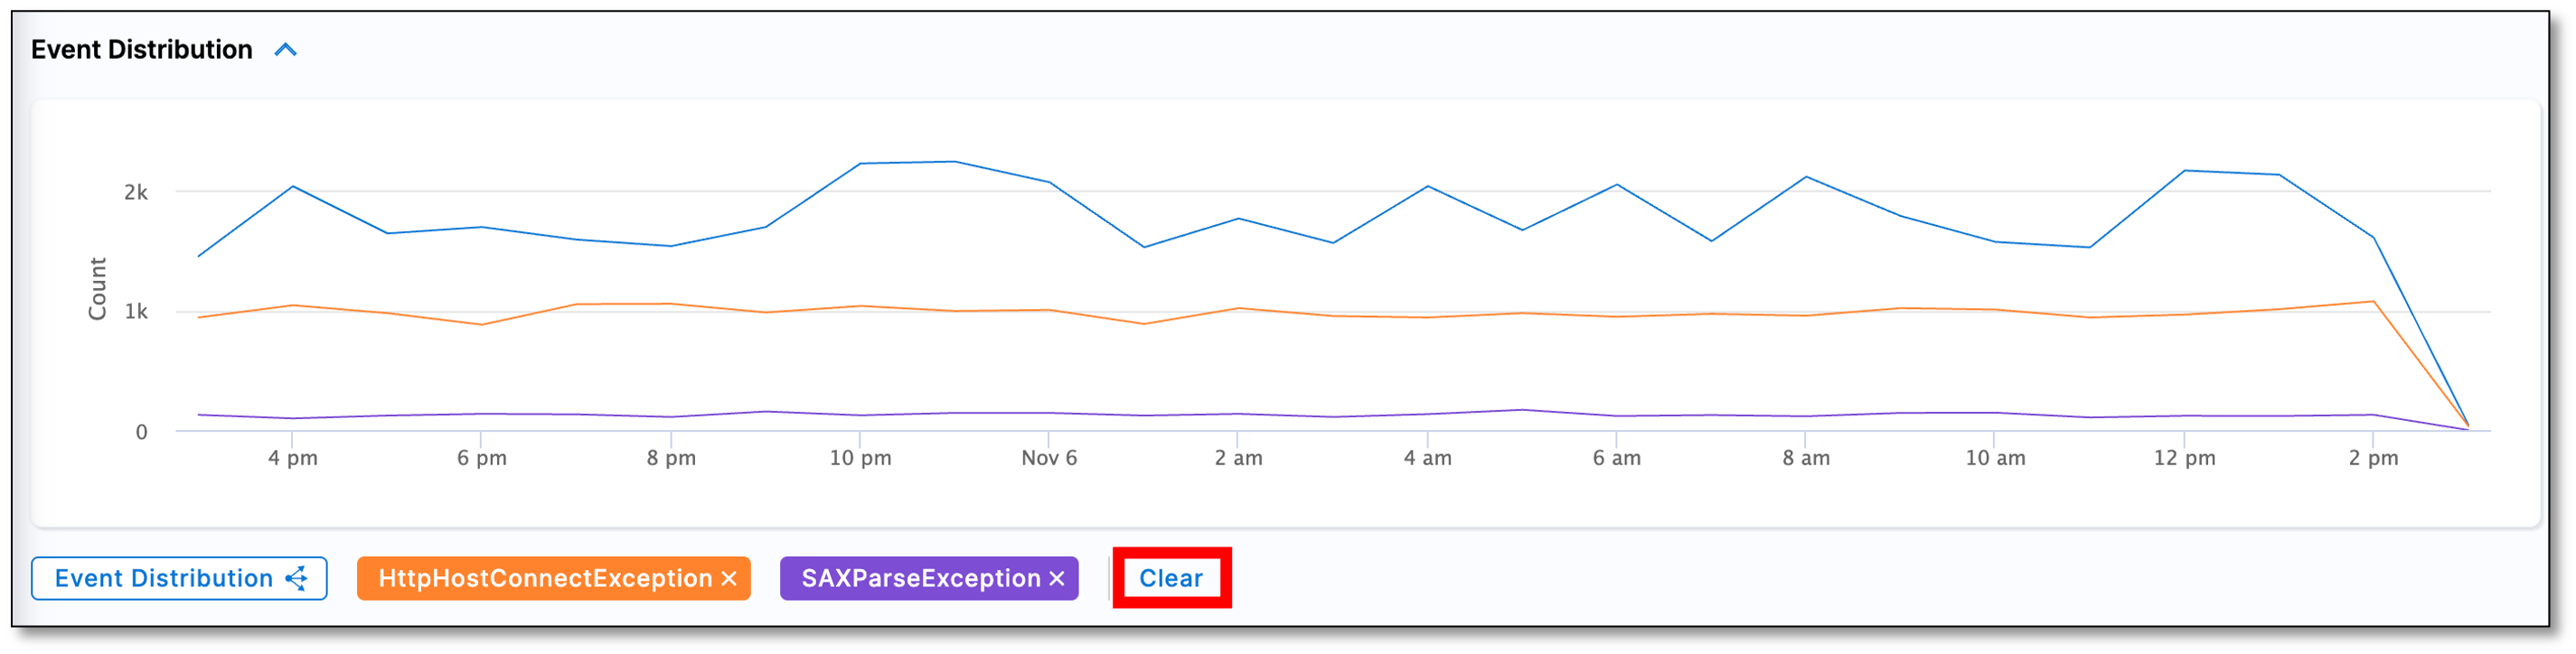 Event Distribution
2k
1k
0
Count
4 pm 6 pm 8 pm 10 pm Nov 6 2 am 4 am 6 am 8 am 10 am 12 pm 2 pm
Event Distribution HttpHostConnectException × SAXParseException × Clear